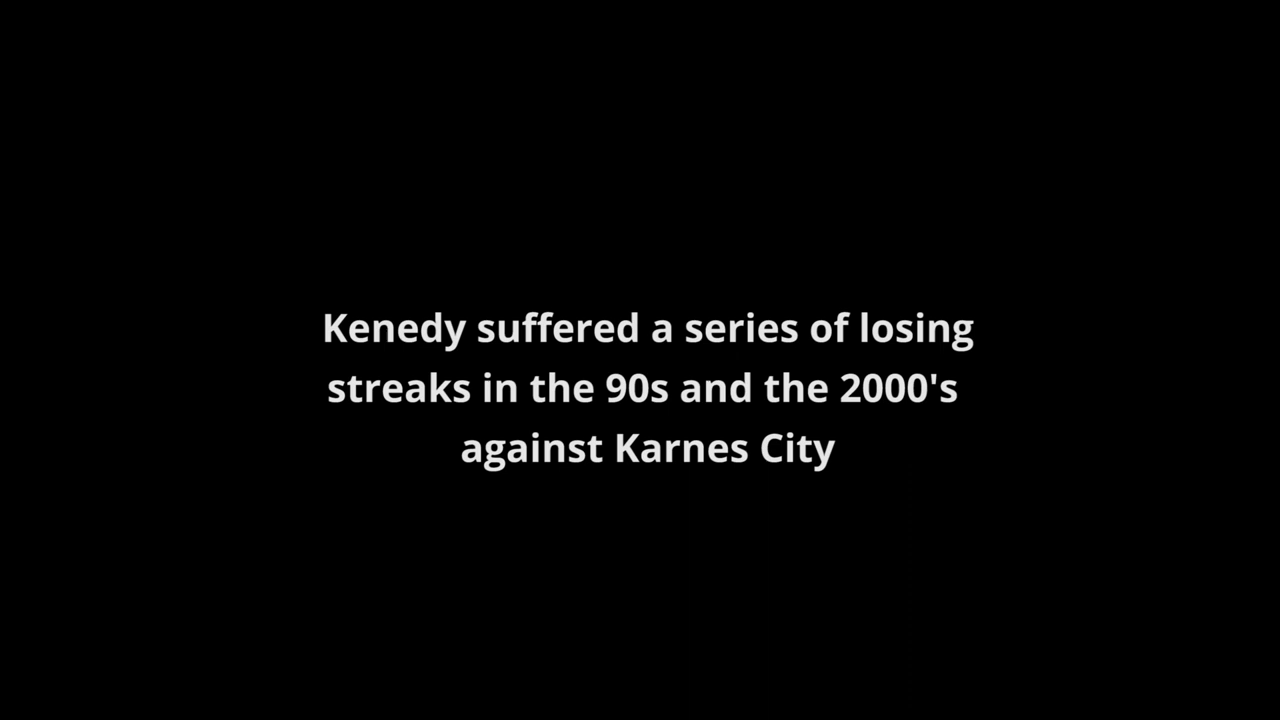 Kenedy suffered a series of losing
streaks in the 90s and the 2000's
against Karnes City